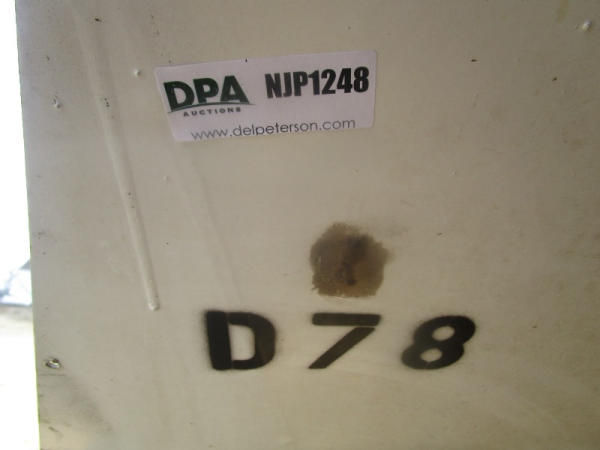 DPA NJP1248
AUCTIONS
www.delpeterson.com
D78